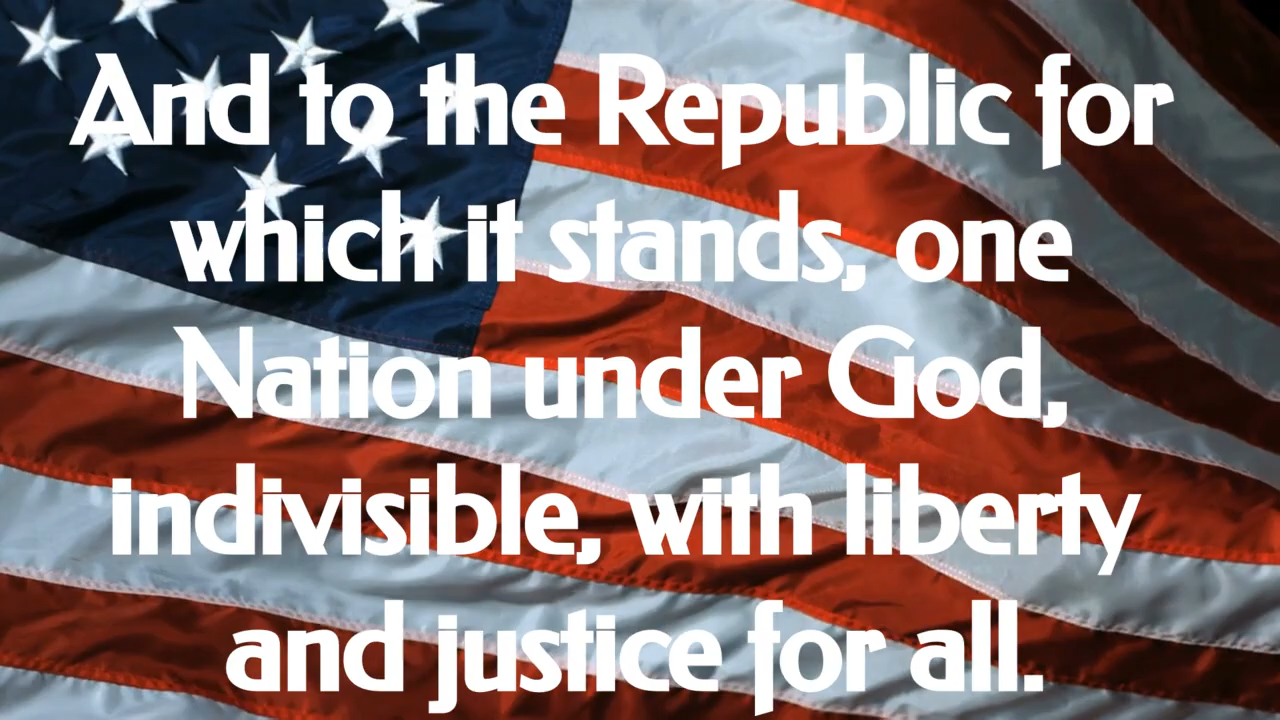 And to the Republic for
which it stands, one
Nation under God,
indivisible, with liberty
and justice for all.